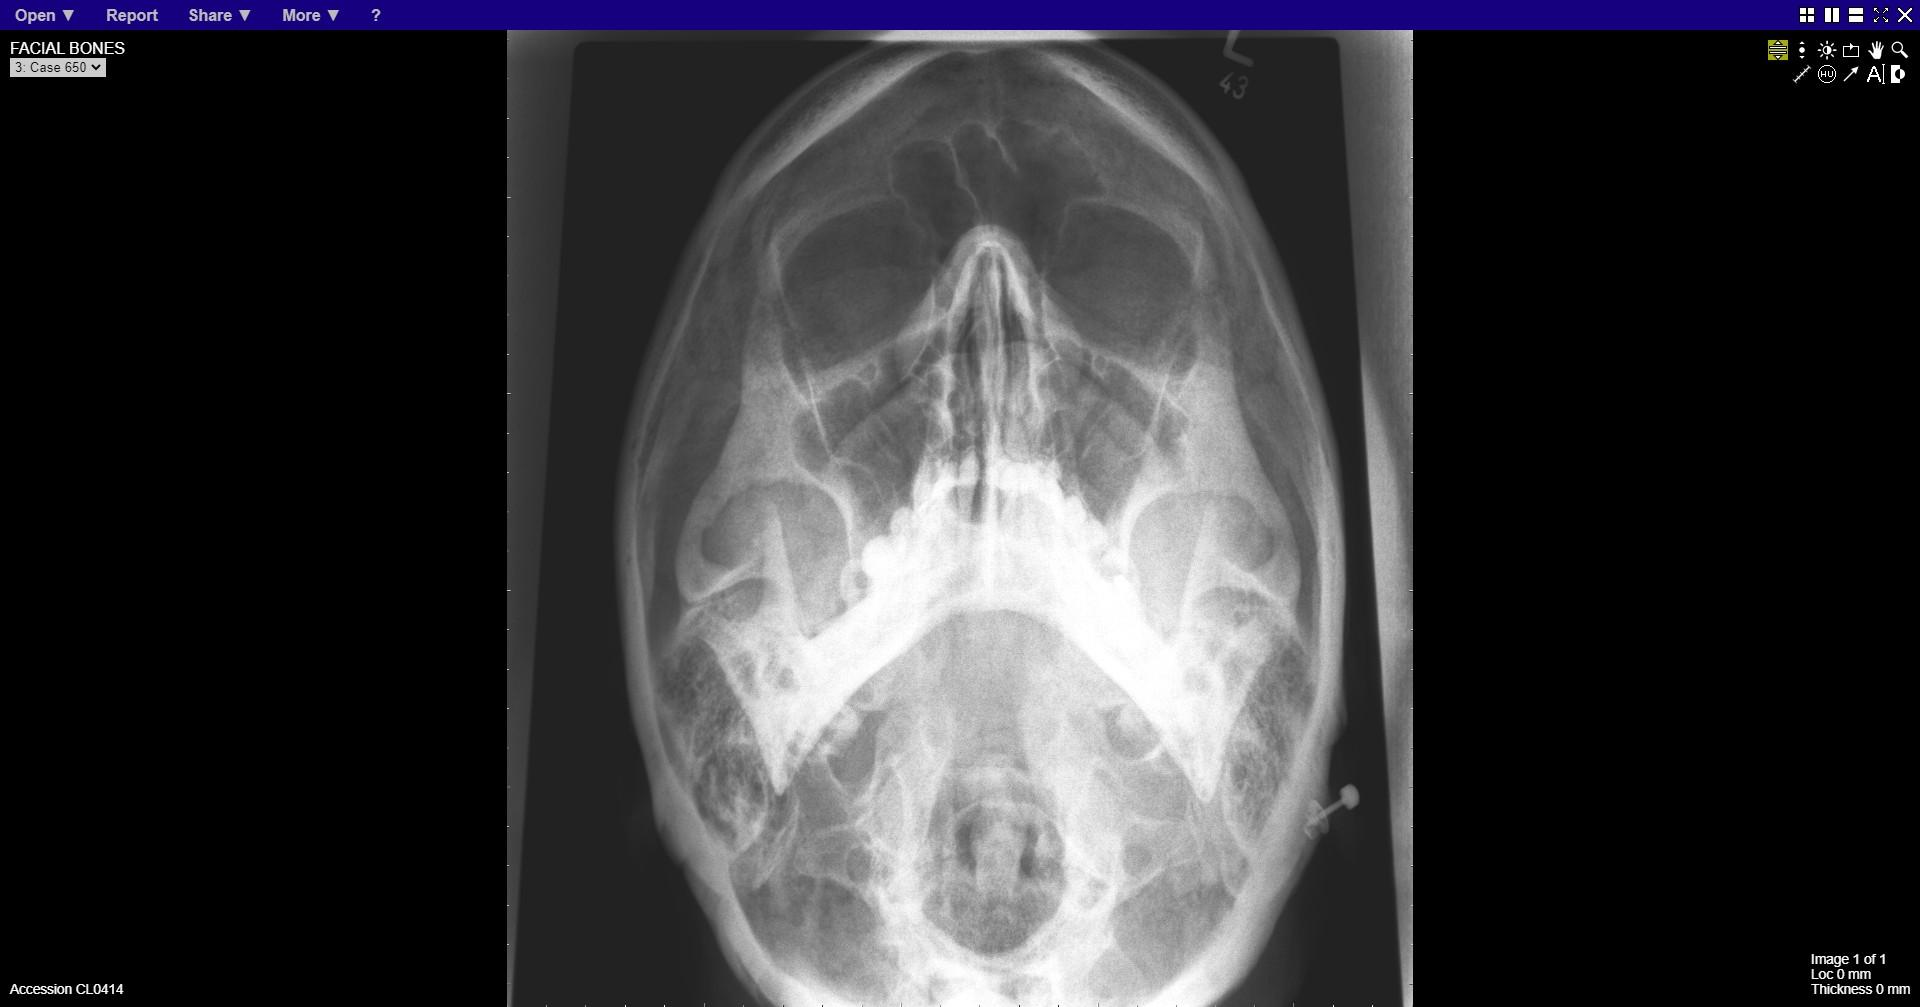 Open ▼ Report Share ▼ More ▼ ?
FACIAL BONES
3: Case 650
L
43
HU
A
Accession CL0414
Image 1 of 1
Loc 0 mm
Thickness 0 mm